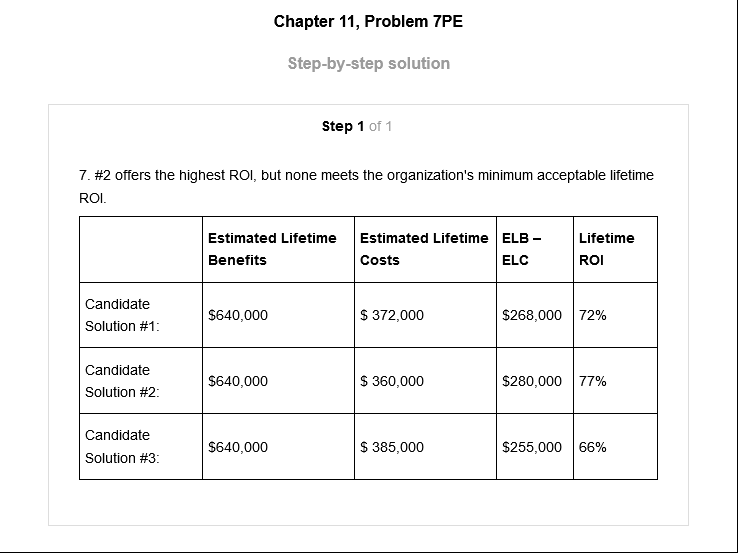 Chapter 11, Problem 7PE
Step-by-step solution
Step 1 of 1
7. #2 offers the highest ROI, but none meets the organization's minimum acceptable lifetime
ROI.
Estimated Lifetime Benefits | Estimated Lifetime Costs | ELB – ELC | Lifetime ROI
Candidate Solution #1: | $640,000 | $ 372,000 | $268,000 | 72%
Candidate Solution #2: | $640,000 | $ 360,000 | $280,000 | 77%
Candidate Solution #3: | $640,000 | $ 385,000 | $255,000 | 66%